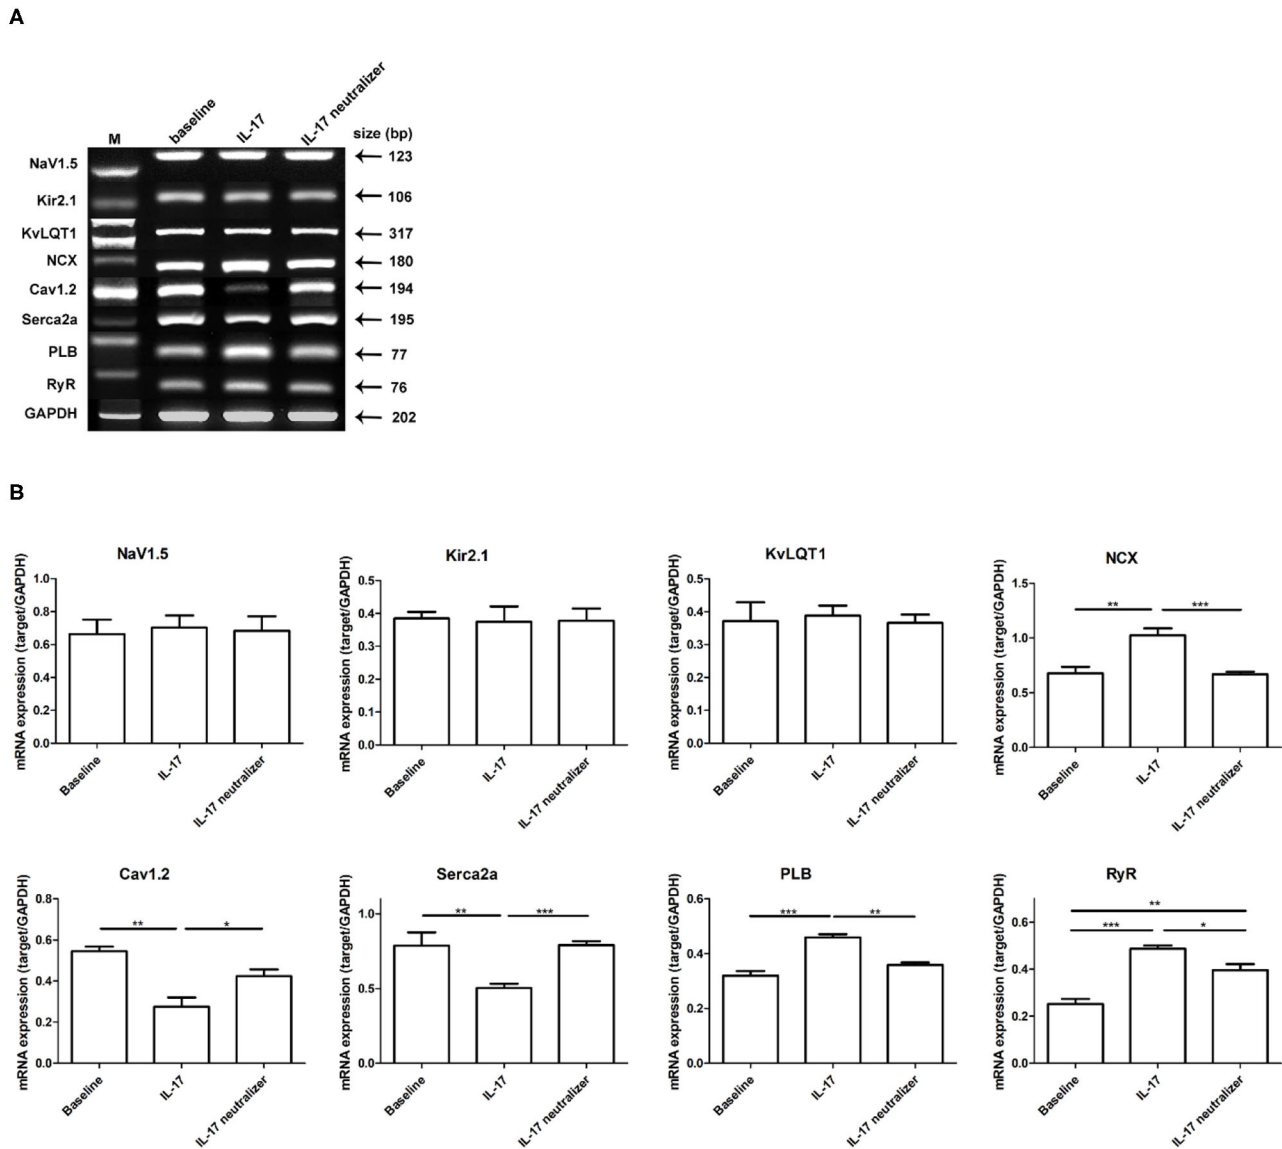 A
M baseline IL-17 IL-17 neutralizer size (bp)
NaV1.5 123
Kir2.1 106
KvLQT1 317
NCX 180
Cav1.2 194
Serca2a 195
PLB 77
RyR 76
GAPDH 202
B
NaV1.5
mRNA expression (target/GAPDH)
1.0
0.8
0.6
0.4
0.2
0.0
Baseline IL-17 IL-17 neutralizer
Kir2.1
mRNA expression (target/GAPDH)
0.5
0.4
0.3
0.2
0.1
0.0
Baseline IL-17 IL-17 neutralizer
KvLQT1
mRNA expression (target/GAPDH)
0.5
0.4
0.3
0.2
0.1
0.0
Baseline IL-17 IL-17 neutralizer
NCX
mRNA expression (target/GAPDH)
1.5
1.0
0.5
0.0
** ***
Baseline IL-17 IL-17 neutralizer
Cav1.2
mRNA expression (target/GAPDH)
0.8
0.6
0.4
0.2
0.0
** *
Baseline IL-17 IL-17 neutralizer
Serca2a
mRNA expression (target/GAPDH)
1.0
0.5
0.0
** ***
Baseline IL-17 IL-17 neutralizer
PLB
mRNA expression (target/GAPDH)
0.6
0.4
0.2
0.0
*** **
Baseline IL-17 IL-17 neutralizer
RyR
mRNA expression (target/GAPDH)
0.6
0.4
0.2
0.0
**
*** *
Baseline IL-17 IL-17 neutralizer